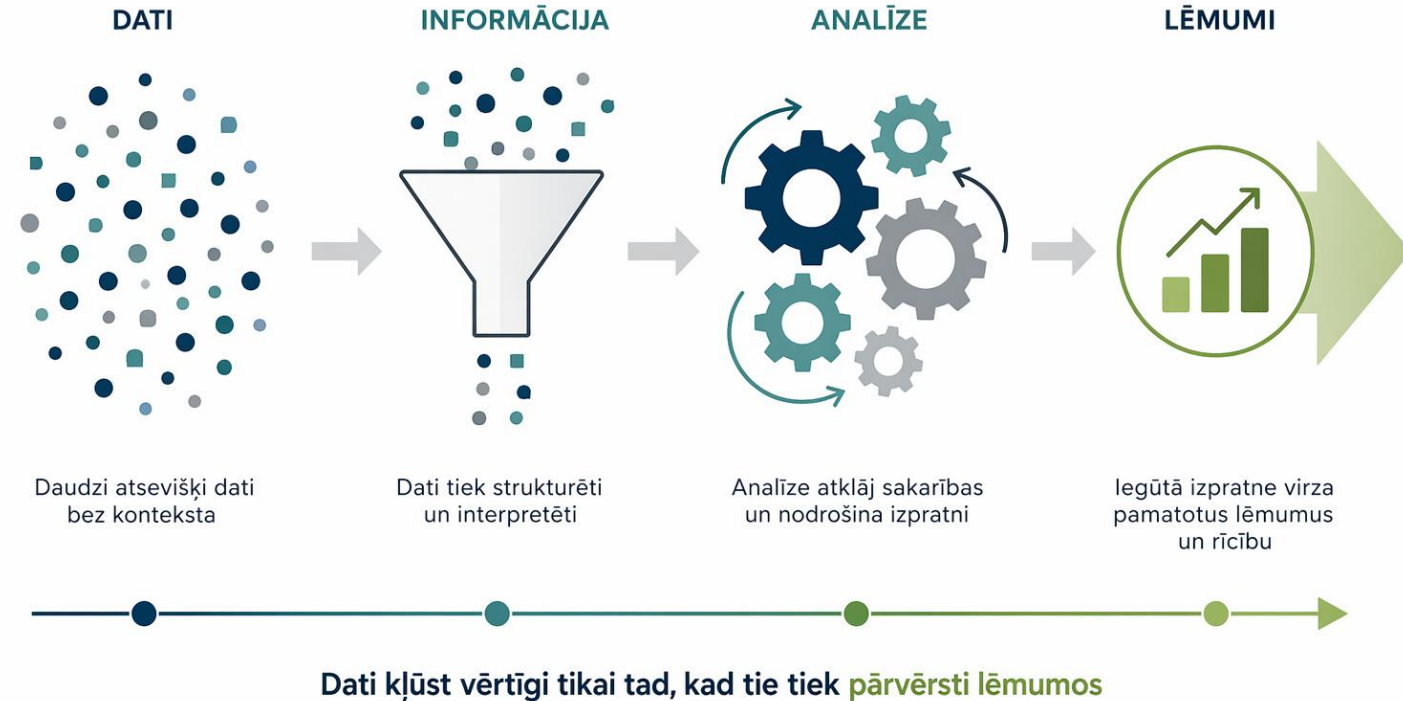 DATI
INFORMĀCIJA
ANALĪZE
LĒMUMI
Daudzi atsevišķi dati
bez konteksta
Dati tiek strukturēti
un interpretēti
Analīze atklāj sakarības
un nodrošina izpratni
Iegūtā izpratne virza
pamatotus lēmumus
un rīcību
Dati kļūst vērtīgi tikai tad, kad tie tiek pārvērsti lēmumos